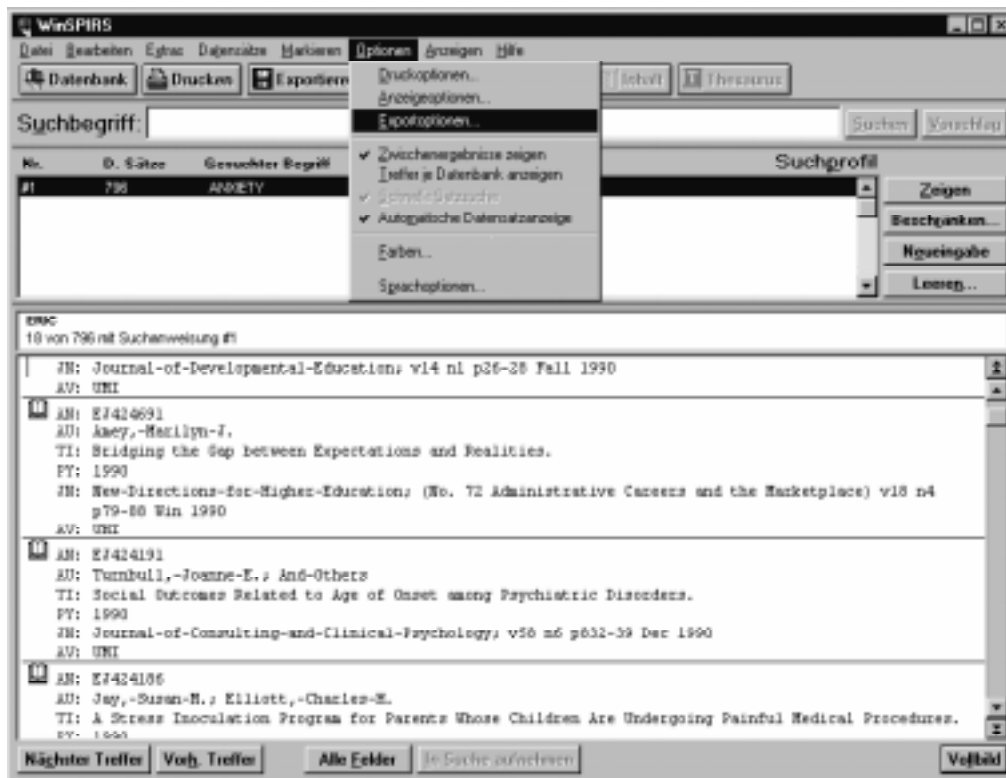 WinSPIRS
Datei Bearbeiten Extras Datensätze Markieren Optionen Anzeigen Hilfe
Datenbank Drucken Exportiere Inhalt Thesaurus
Druckoptionen...
Anzeigeoptionen...
Exportoptionen...
Zwischenergebnisse zeigen
Treffer je Datenbank anzeigen
Schnelle Satzsuche
Automatische Datensatzanzeige
Farben...
Sprachoptionen...
Suchbegriff: Suchen Vorschlag
Nr. D. Sätze Gesuchter Begriff Suchprofil
#1 796 ANXIETY
Zeigen
Beschränken...
Neueingabe
Leeren...
ERIC
18 von 796 mit Suchanweisung #1
JN: Journal-of-Developmental-Education; v14 n1 p26-28 Fall 1990
AV: UMI
AN: EJ424691
AU: Amey,-Marilyn-J.
TI: Bridging the Gap between Expectations and Realities.
PY: 1990
JN: New-Directions-for-Higher-Education; (No. 72 Administrative Careers and the Marketplace) v18 n4
p79-88 Win 1990
AV: UMI
AN: EJ424191
AU: Turnbull,-Joanne-E.; And-Others
TI: Social Outcomes Related to Age of Onset among Psychiatric Disorders.
PY: 1990
JN: Journal-of-Consulting-and-Clinical-Psychology; v58 n6 p832-39 Dec 1990
AV: UMI
AN: EJ424186
AU: Jay,-Susan-M.; Elliott,-Charles-H.
TI: A Stress Inoculation Program for Parents Whose Children Are Undergoing Painful Medical Procedures.
PY: 1990
Nächster Treffer Vorh. Treffer Alle Felder In Suche aufnehmen Vollbild